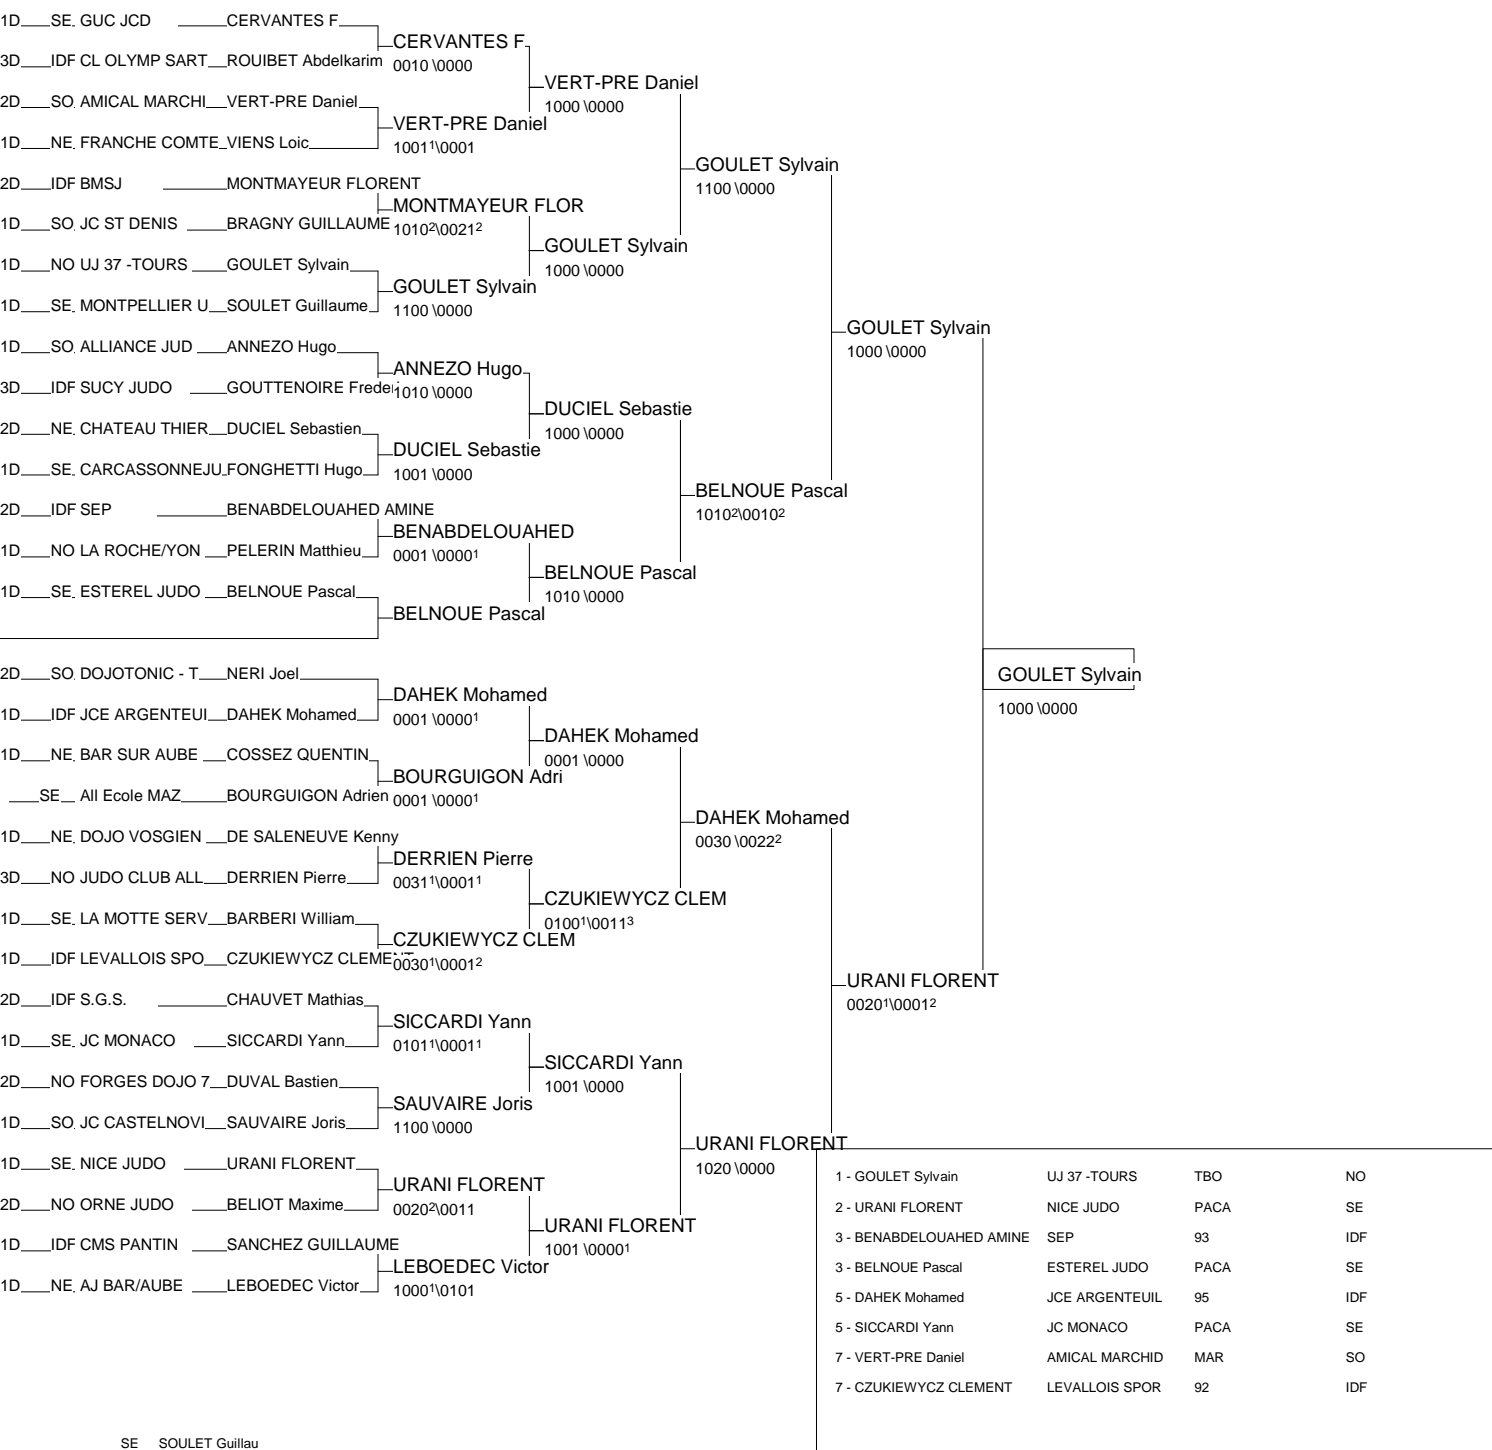 1D SE GUC JCD CERVANTES F
CERVANTES F
3D IDF CL OLYMP SART ROUIBET Abdelkarim 0010 \0000
VERT-PRE Daniel
2D SO AMICAL MARCHI VERT-PRE Daniel 1000 \0000
VERT-PRE Daniel
1D NE FRANCHE COMTE VIENS Loic 1001¹\0001
GOULET Sylvain
2D IDF BMSJ MONTMAYEUR FLORENT 1100 \0000
MONTMAYEUR FLOR
1D SO JC ST DENIS BRAGNY GUILLAUME 1010²\0021²
GOULET Sylvain
1D NO UJ 37 -TOURS GOULET Sylvain 1000 \0000
GOULET Sylvain
1D SE MONTPELLIER U SOULET Guillaume 1100 \0000
GOULET Sylvain
1D SO ALLIANCE JUD ANNEZO Hugo 1000 \0000
ANNEZO Hugo
3D IDF SUCY JUDO GOUTTENOIRE Frede 1010 \0000
DUCIEL Sebastie
2D NE CHATEAU THIER DUCIEL Sebastien 1000 \0000
DUCIEL Sebastie
1D SE CARCASSONNEJU FONGHETTI Hugo 1001 \0000
BELNOUE Pascal
2D IDF SEP BENABDELOUAHED AMINE 1010²\0010²
BENABDELOUAHED
1D NO LA ROCHE/YON PELERIN Matthieu 0001 \0000¹
BELNOUE Pascal
1D SE ESTEREL JUDO BELNOUE Pascal 1010 \0000
BELNOUE Pascal
2D SO DOJOTONIC - T NERI Joel GOULET Sylvain
DAHEK Mohamed
1D IDF JCE ARGENTEUI DAHEK Mohamed 0001 \0000¹ 1000 \0000
DAHEK Mohamed
1D NE BAR SUR AUBE COSSEZ QUENTIN 0001 \0000
BOURGUIGON Adri
SE All Ecole MAZ BOURGUIGON Adrien 0001 \0000¹
DAHEK Mohamed
1D NE DOJO VOSGIEN DE SALENEUVE Kenny 0030 \0022²
DERRIEN Pierre
3D NO JUDO CLUB ALL DERRIEN Pierre 0031¹\0001¹
CZUKIEWYCZ CLEM
1D SE LA MOTTE SERV BARBERI William 0100¹\0011³
CZUKIEWYCZ CLEM
1D IDF LEVALLOIS SPO CZUKIEWYCZ CLEMENT 0030¹\0001²
URANI FLORENT
2D IDF S.G.S. CHAUVET Mathias 0020¹\0001²
SICCARDI Yann
1D SE JC MONACO SICCARDI Yann 0101¹\0001¹
SICCARDI Yann
2D NO FORGES DOJO 7 DUVAL Bastien 1001 \0000
SAUVAIRE Joris
1D SO JC CASTELNOVI SAUVAIRE Joris 1100 \0000
URANI FLORENT
1D SE NICE JUDO URANI FLORENT 1020 \0000
URANI FLORENT
2D NO ORNE JUDO BELIOT Maxime 0020²\0011
URANI FLORENT
1D IDF CMS PANTIN SANCHEZ GUILLAUME 1001 \0000¹
LEBOEDEC Victor
1D NE AJ BAR/AUBE LEBOEDEC Victor 1000¹\0101
1 - GOULET Sylvain UJ 37 -TOURS TBO NO
2 - URANI FLORENT NICE JUDO PACA SE
3 - BENABDELOUAHED AMINE SEP 93 IDF
3 - BELNOUE Pascal ESTEREL JUDO PACA SE
5 - DAHEK Mohamed JCE ARGENTEUIL 95 IDF
5 - SICCARDI Yann JC MONACO PACA SE
7 - VERT-PRE Daniel AMICAL MARCHID MAR SO
7 - CZUKIEWYCZ CLEMENT LEVALLOIS SPOR 92 IDF
SE SOULET Guillau